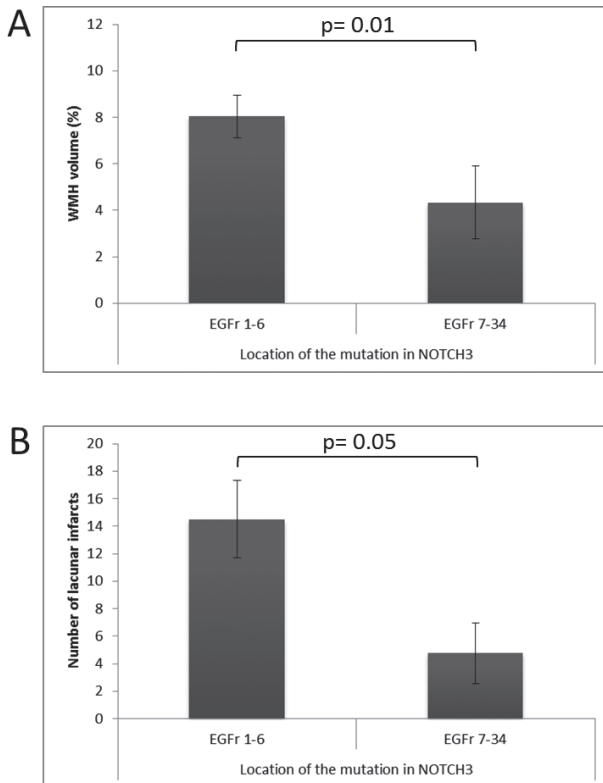 A
p= 0.01
WMH volume (%)
12
10
8
6
4
2
0
EGFr 1-6
EGFr 7-34
Location of the mutation in NOTCH3
B
p= 0.05
Number of lacunar infarcts
20
18
16
14
12
10
8
6
4
2
0
EGFr 1-6
EGFr 7-34
Location of the mutation in NOTCH3